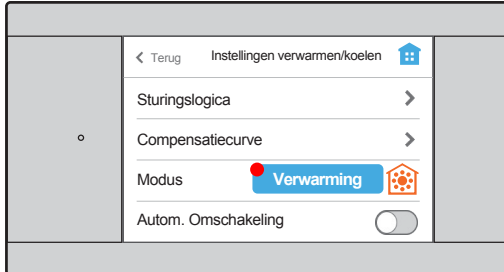 Terug Instellingen verwarmen/koelen
Sturingslogica
Compensatiecurve
Modus Verwarming
Autom. Omschakeling